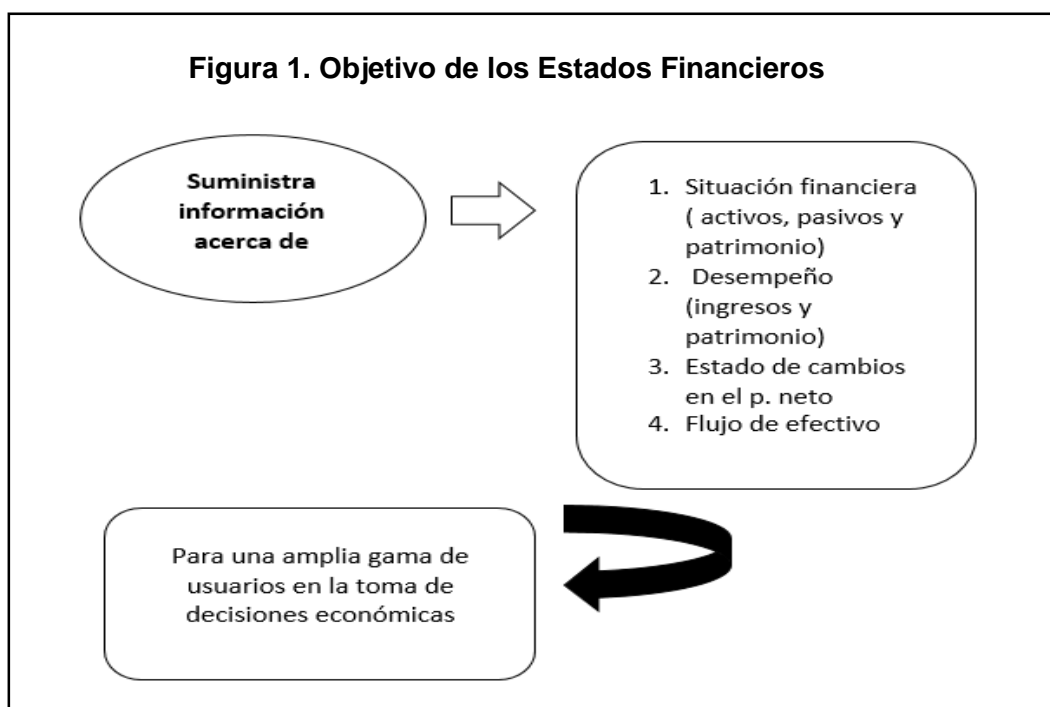 Figura 1. Objetivo de los Estados Financieros
Suministra
información
acerca de
1. Situación financiera
( activos, pasivos y
patrimonio)
2. Desempeño
(ingresos y
patrimonio)
3. Estado de cambios
en el p. neto
4. Flujo de efectivo
Para una amplia gama de
usuarios en la toma de
decisiones económicas